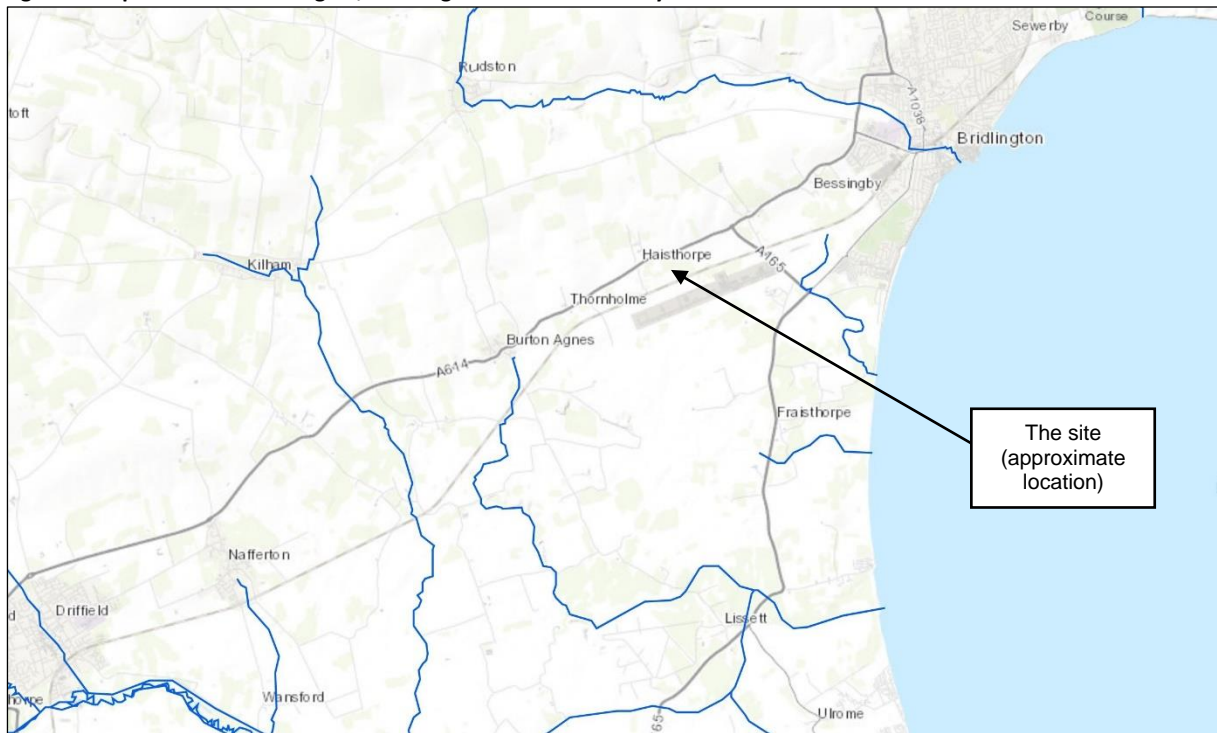 Sewerby
Course
Rudston
toft
A1038
Bridlington
Bessingby
Haisthorpe
A165
Kilham
Thornholme
Burton Agnes
A614
Fraisthorpe
The site
(approximate
location)
Nafferton
Driffield
Lissett
Wansford
Ulrome